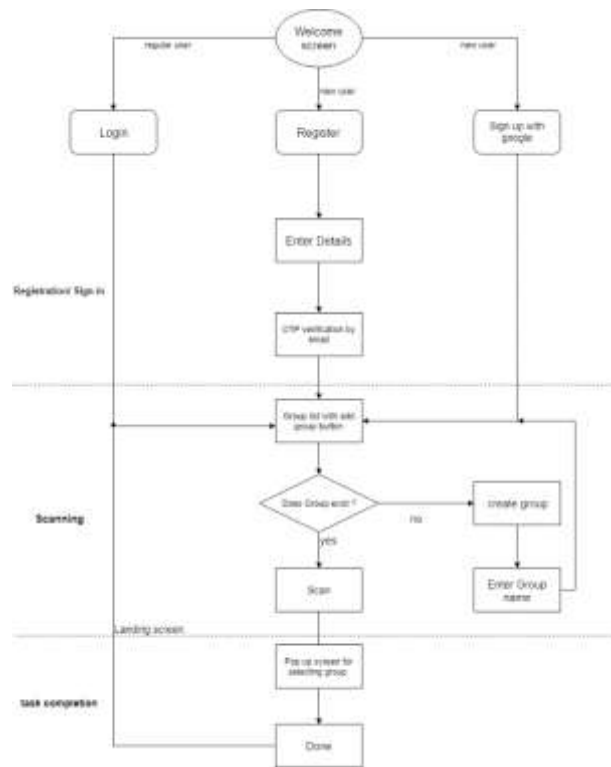 Welcome
screen
regular user
new user
new user
Login
Register
Sign up with
google
Enter Details
Registration/ Sign in
OTP verification by
email
Group list with add
group button
Does Group exist ?
no
create group
Scanning
yes
Scan
Enter Group
name
Landing screen
Pop up screen for
selecting group
task completion
Done